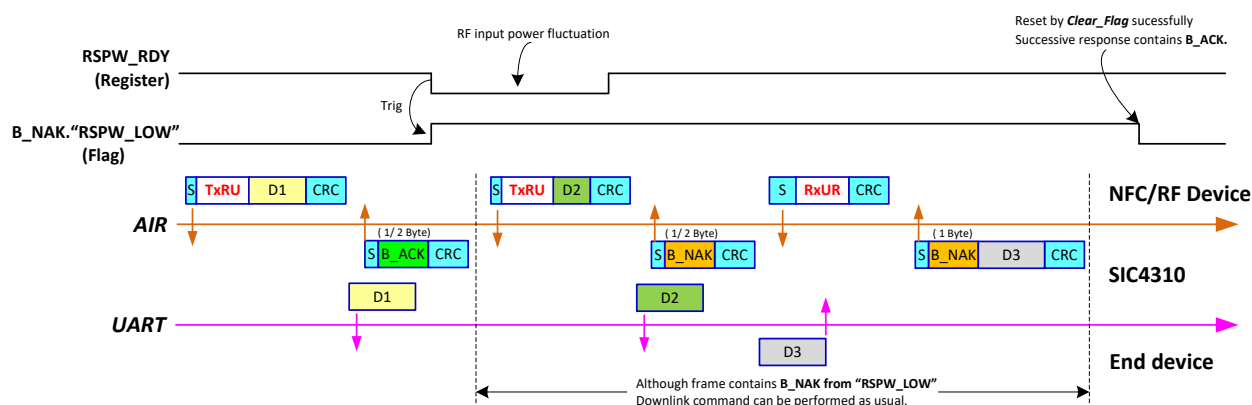 Reset by Clear_Flag sucessfully
Successive response contains B_ACK.
RF input power fluctuation
RSPW_RDY
(Register)
Trig
B_NAK.“RSPW_LOW”
(Flag)
S TxRU D1 CRC
S TxRU D2 CRC
S RxUR CRC
NFC/RF Device
AIR
( 1/ 2 Byte)
( 1/ 2 Byte)
( 1 Byte)
S B_ACK CRC
S B_NAK CRC
S B_NAK D3 CRC
SIC4310
D1
D2
UART
D3
End device
Although frame contains B_NAK from “RSPW_LOW”
Downlink command can be performed as usual.